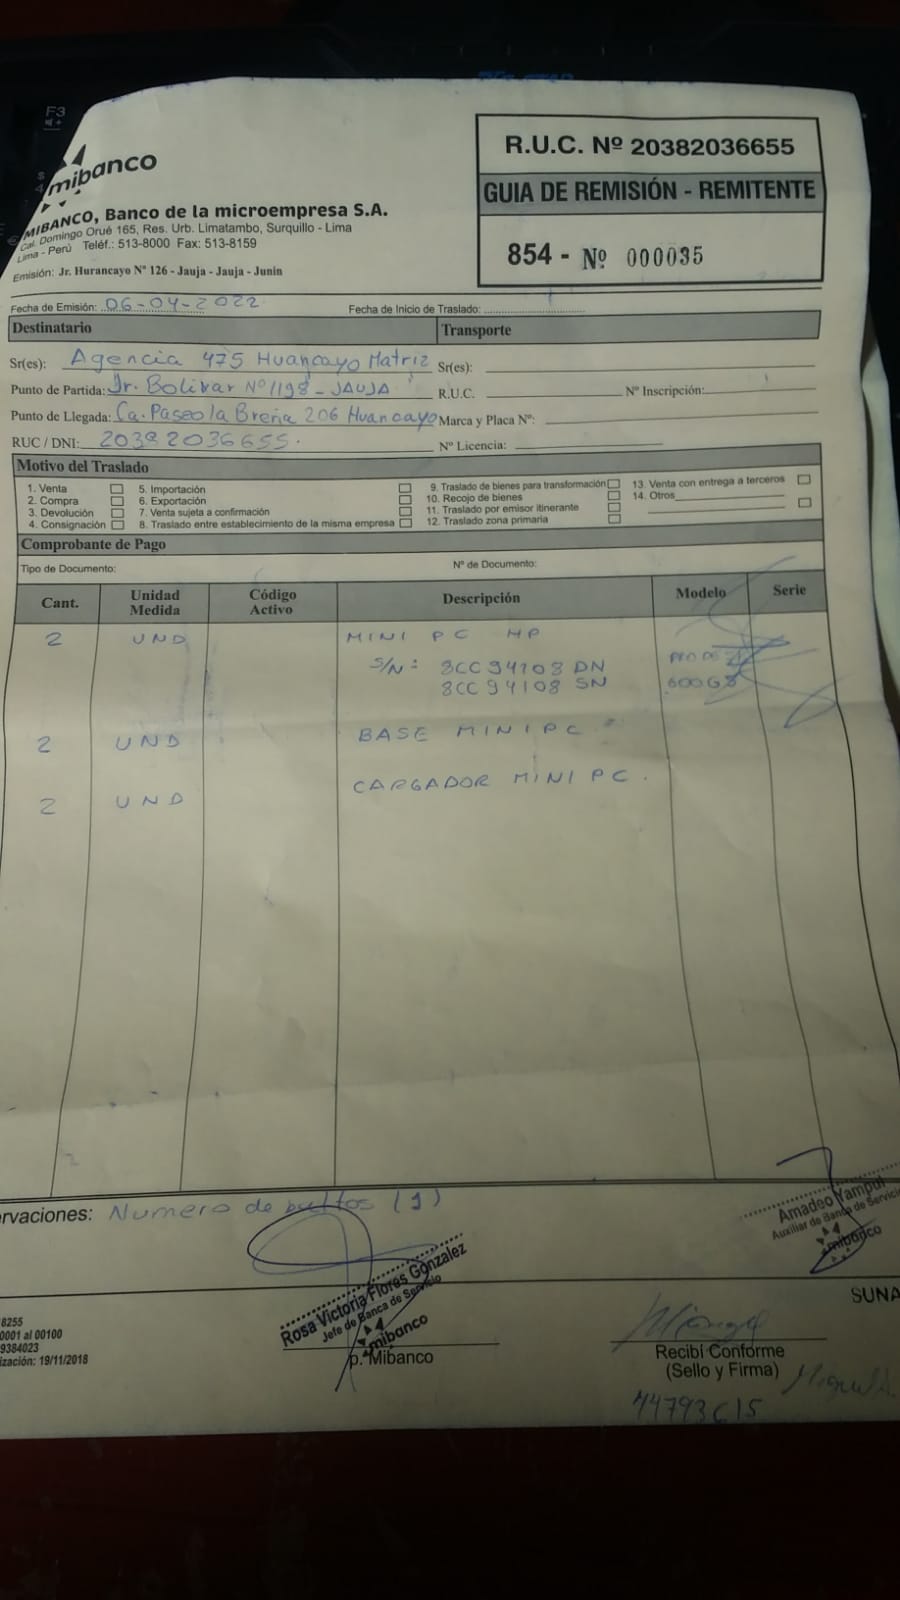 mibanco
MIBANCO, Banco de la microempresa S.A.
Cal. Domingo Orué 165, Res. Urb. Limatambo, Surquillo - Lima
Lima - Perú Teléf.: 513-8000 Fax: 513-8159
Emisión: Jr. Hurancayo Nº 126 - Jauja - Jauja - Junin
R.U.C. Nº 20382036655
GUIA DE REMISIÓN - REMITENTE
854 - Nº 000035
Fecha de Emisión: 06-04-2022 Fecha de Inicio de Traslado:
Destinatario Transporte
Sr(es): Agencia 475 Huancayo Matriz Sr(es):
Punto de Partida: Jr. Bolivar Nº 1198 - JAUJA R.U.C. Nº Inscripción:
Punto de Llegada: Ca. Paseo la Breña 206 Huancayo Marca y Placa Nº:
RUC / DNI: 20382036655. Nº Licencia:
Motivo del Traslado
1. Venta 5. Importación 9. Traslado de bienes para transformación 13. Venta con entrega a terceros
2. Compra 6. Exportación 10. Recojo de bienes 14. Otros
3. Devolución 7. Venta sujeta a confirmación 11. Traslado por emisor itinerante
4. Consignación 8. Traslado entre establecimiento de la misma empresa 12. Traslado zona primaria
Comprobante de Pago
Tipo de Documento: Nº de Documento:
Cant. Unidad Medida Código Activo Descripción Modelo Serie
2 UND MINI PC HP
S/N: 8CC94108DN
8CC94108SN 600G3
2 UND BASE MINI PC
2 UND CARGADOR MINI PC.
rvaciones: Numero de bultos (1)
Amadeo Yampul
Auxiliar de Banca de Servicio
mibanco
Rosa Victoria Flores Gonzalez
Jefe de Banca de Servicio
mibanco
p. Mibanco
SUNA
8255
0001 al 00100
9384023
ización: 19/11/2018
Recibí Conforme
(Sello y Firma)
44793615
F3